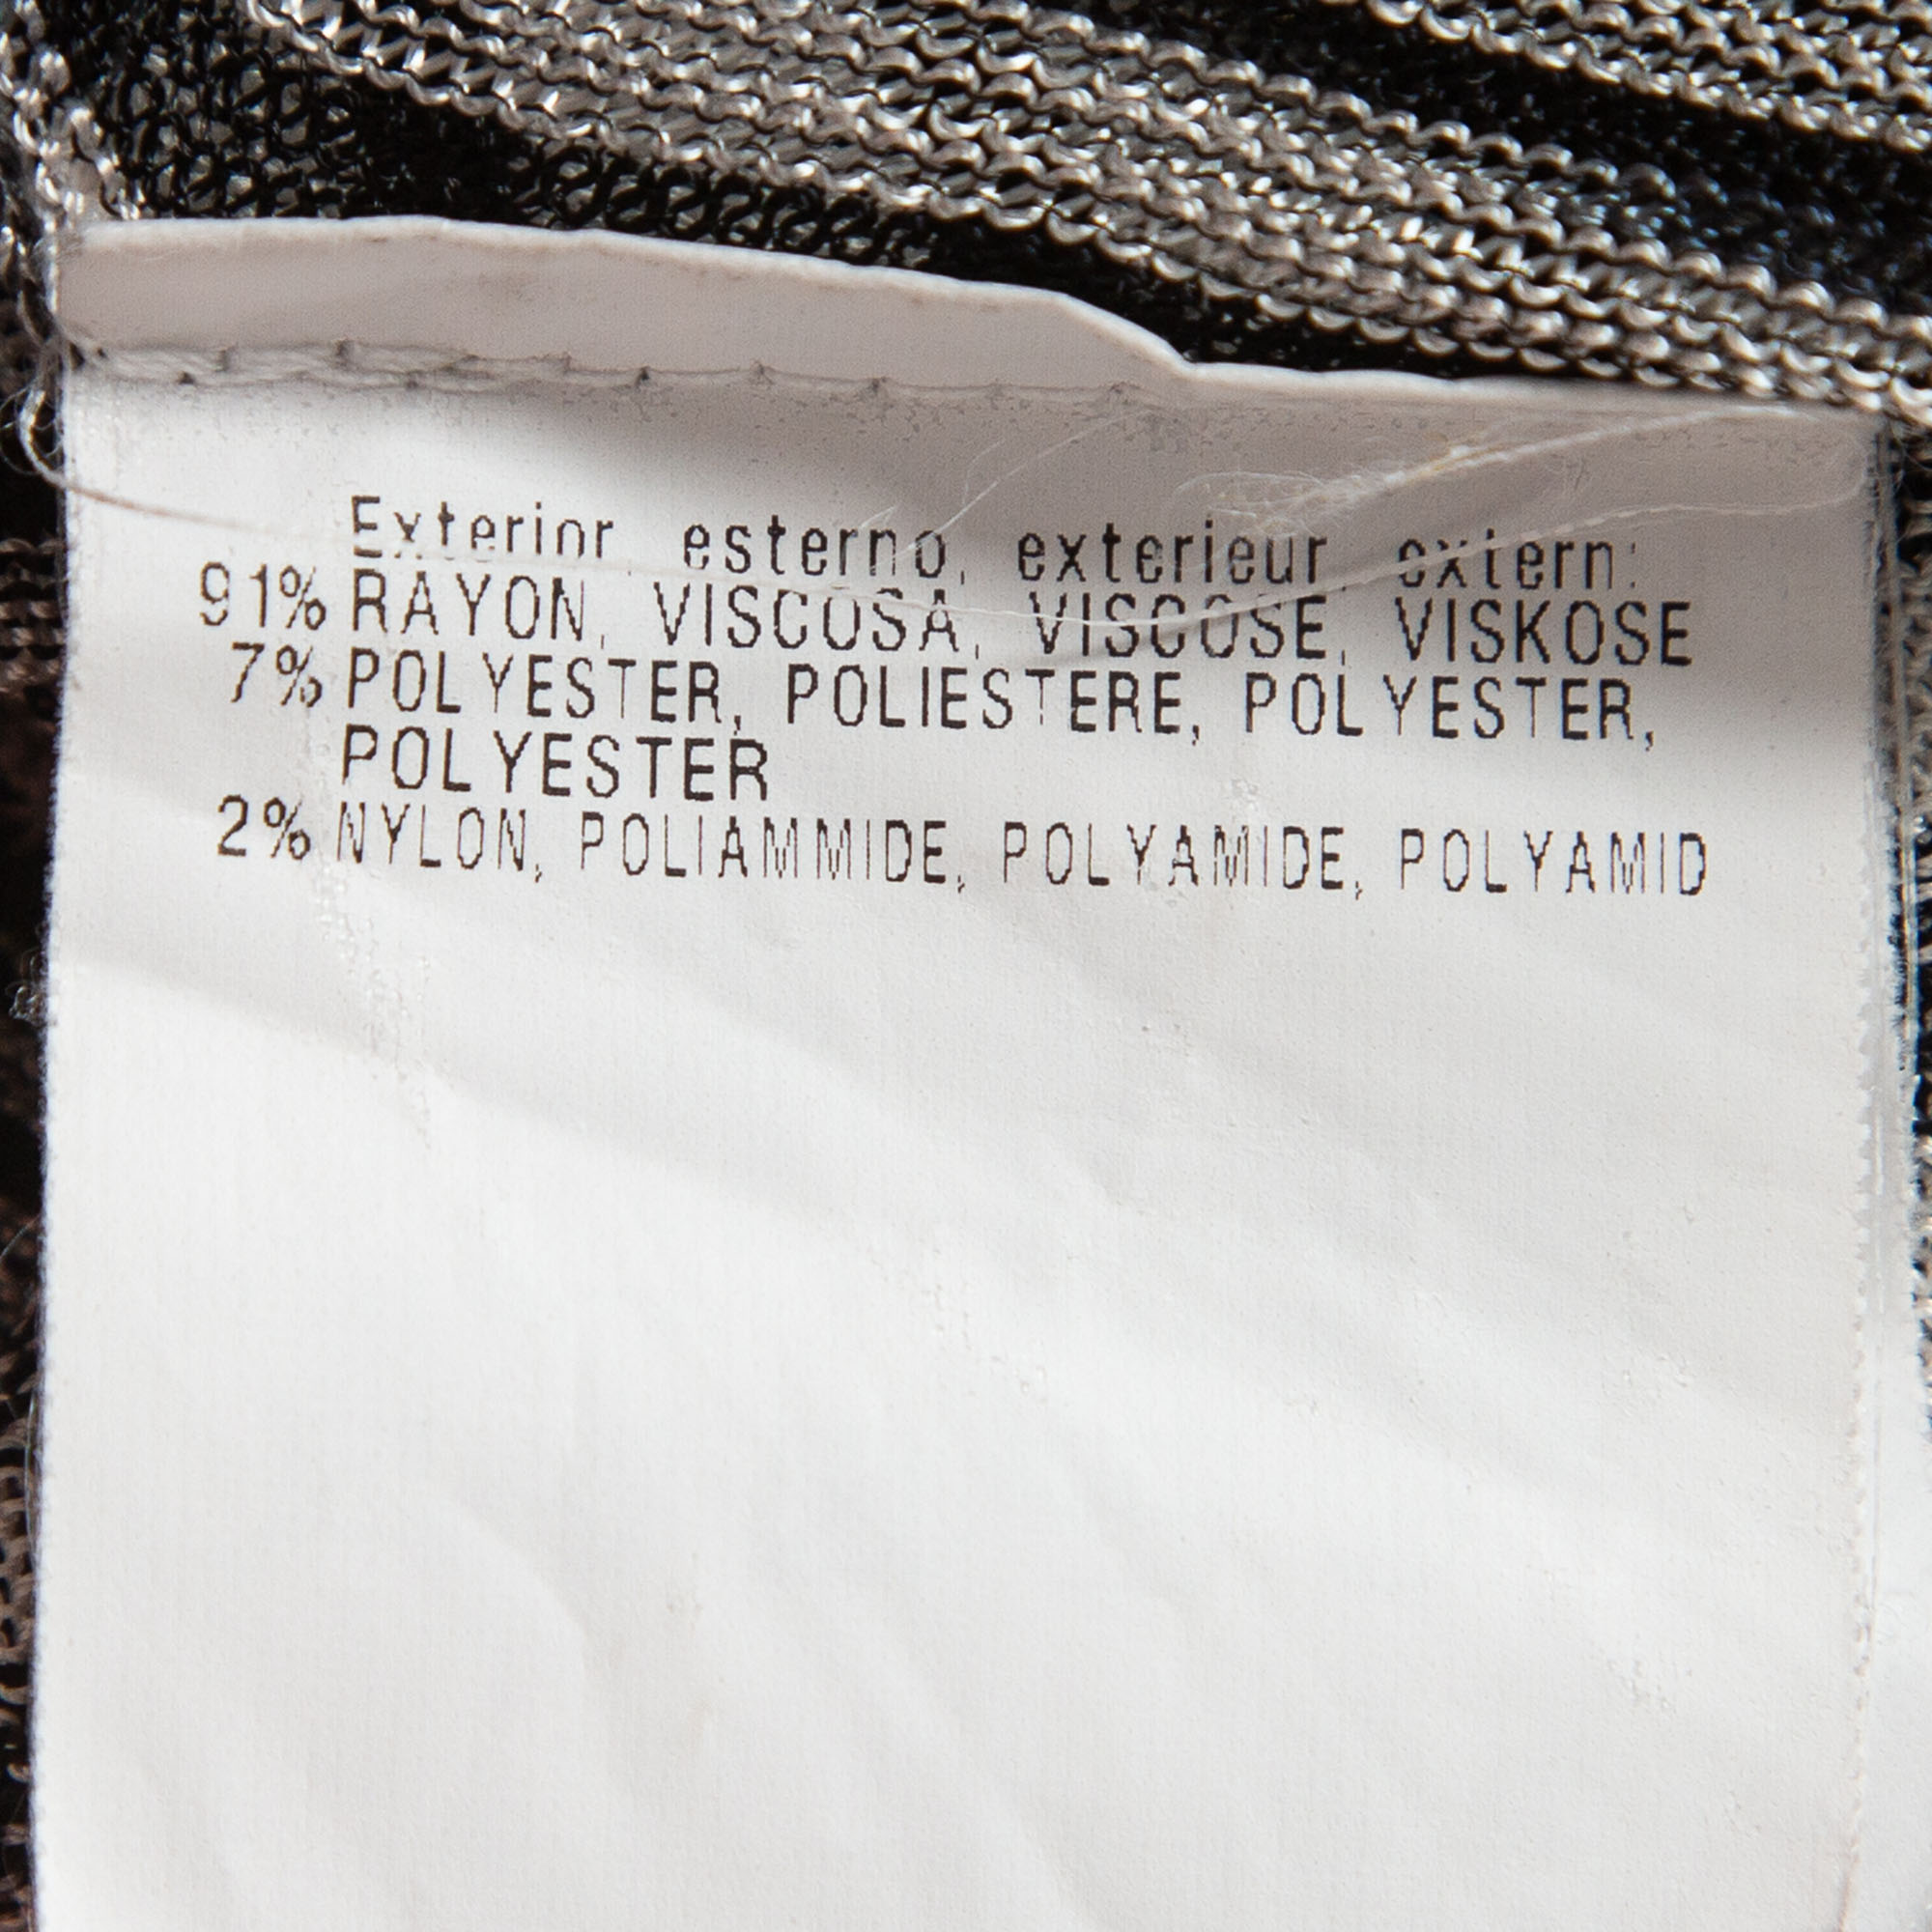 Exterior, esterno, exterieur, extern:
91% RAYON, VISCOSA, VISCOSE, VISKOSE
7% POLYESTER, POLIESTERE, POLYESTER,
POLYESTER
2% NYLON, POLIAMMIDE, POLYAMIDE, POLYAMID